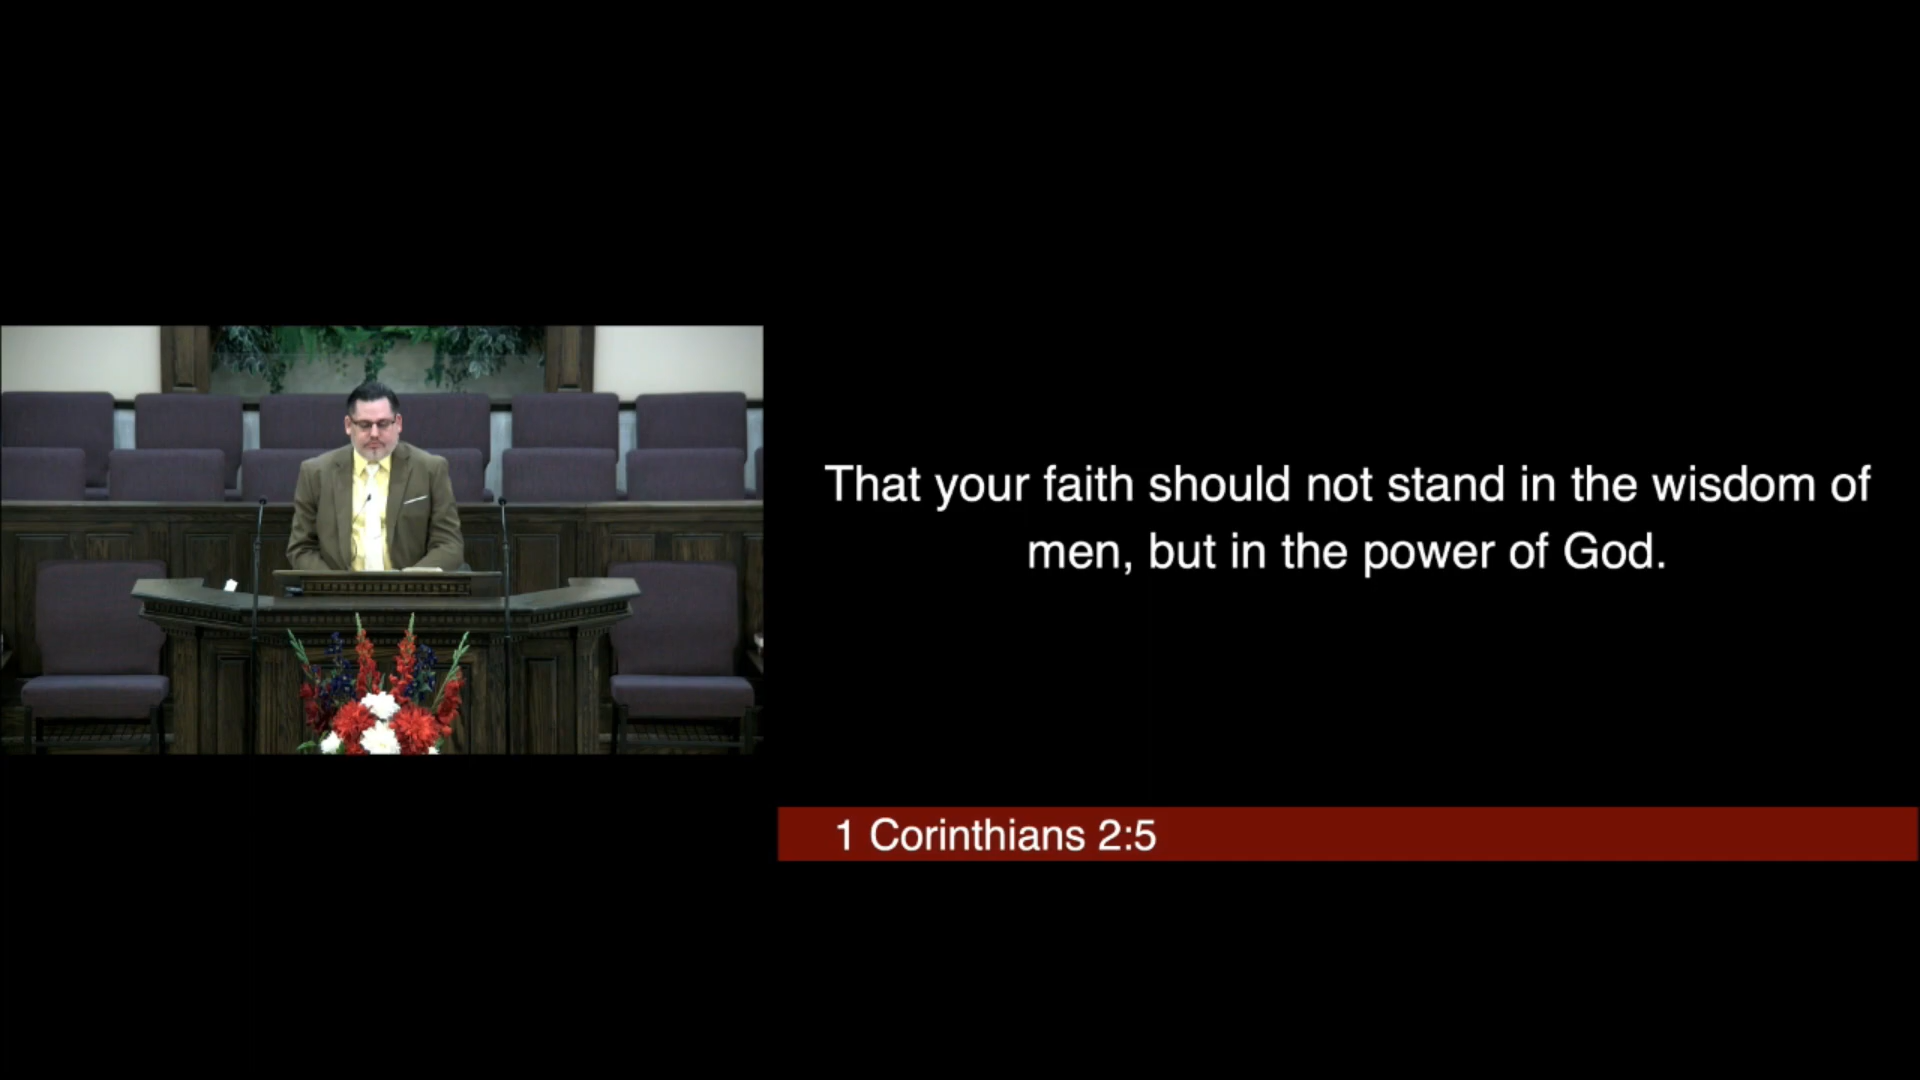 That your faith should not stand in the wisdom of
men, but in the power of God.
1 Corinthians 2:5